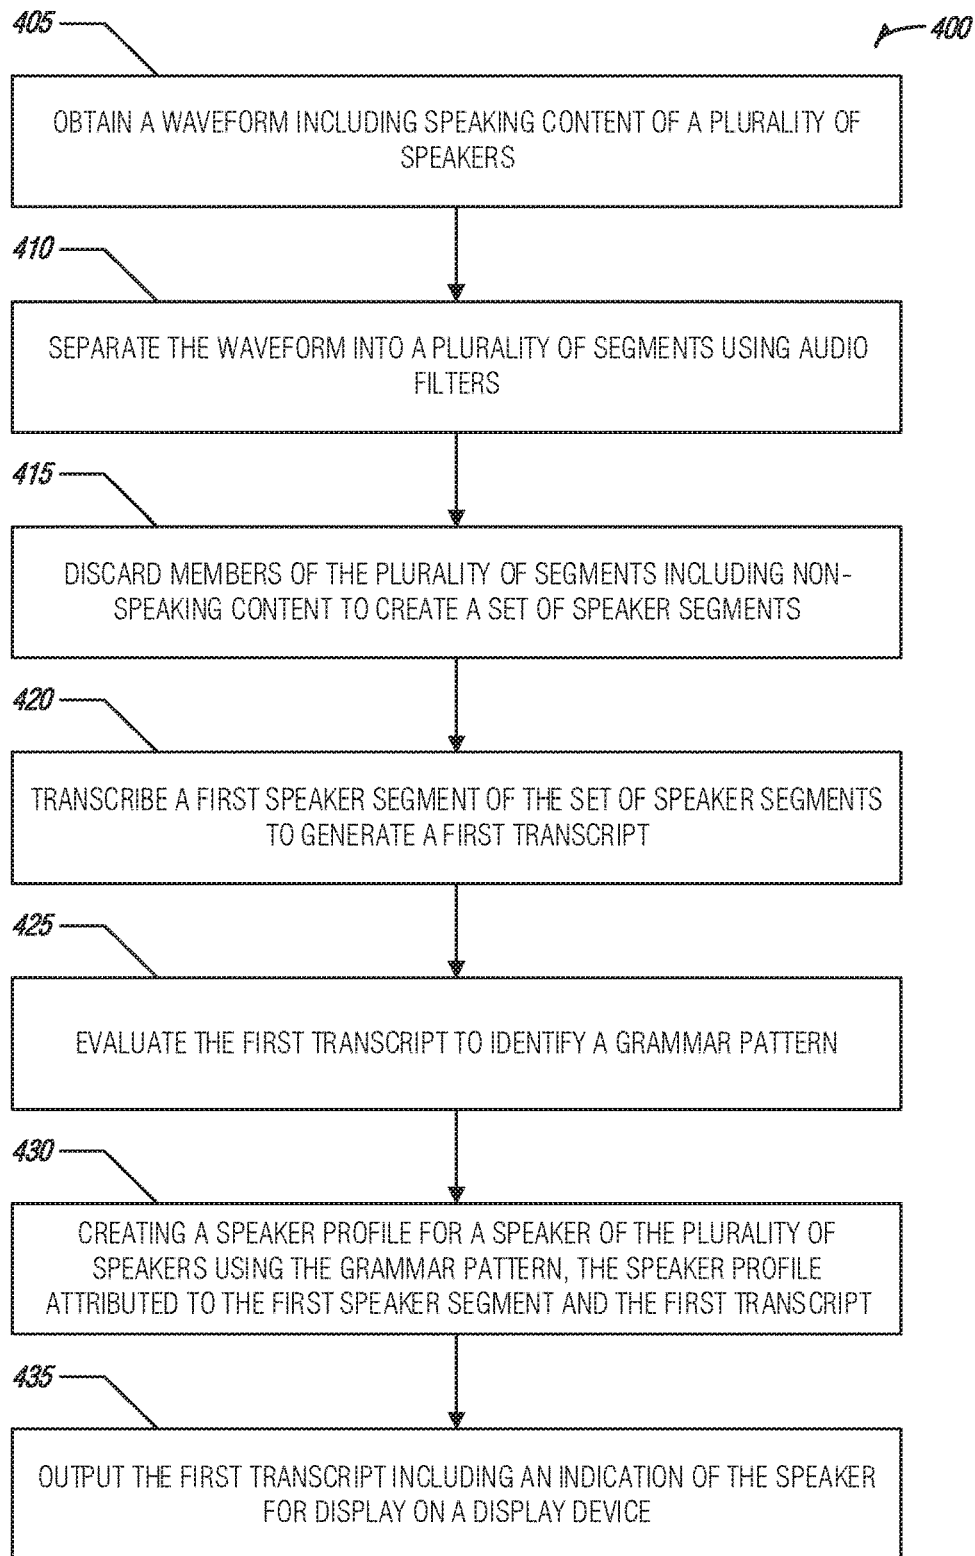 405
400
OBTAIN A WAVEFORM INCLUDING SPEAKING CONTENT OF A PLURALITY OF
SPEAKERS
410
SEPARATE THE WAVEFORM INTO A PLURALITY OF SEGMENTS USING AUDIO
FILTERS
415
DISCARD MEMBERS OF THE PLURALITY OF SEGMENTS INCLUDING NON-
SPEAKING CONTENT TO CREATE A SET OF SPEAKER SEGMENTS
420
TRANSCRIBE A FIRST SPEAKER SEGMENT OF THE SET OF SPEAKER SEGMENTS
TO GENERATE A FIRST TRANSCRIPT
425
EVALUATE THE FIRST TRANSCRIPT TO IDENTIFY A GRAMMAR PATTERN
430
CREATING A SPEAKER PROFILE FOR A SPEAKER OF THE PLURALITY OF
SPEAKERS USING THE GRAMMAR PATTERN, THE SPEAKER PROFILE
ATTRIBUTED TO THE FIRST SPEAKER SEGMENT AND THE FIRST TRANSCRIPT
435
OUTPUT THE FIRST TRANSCRIPT INCLUDING AN INDICATION OF THE SPEAKER
FOR DISPLAY ON A DISPLAY DEVICE